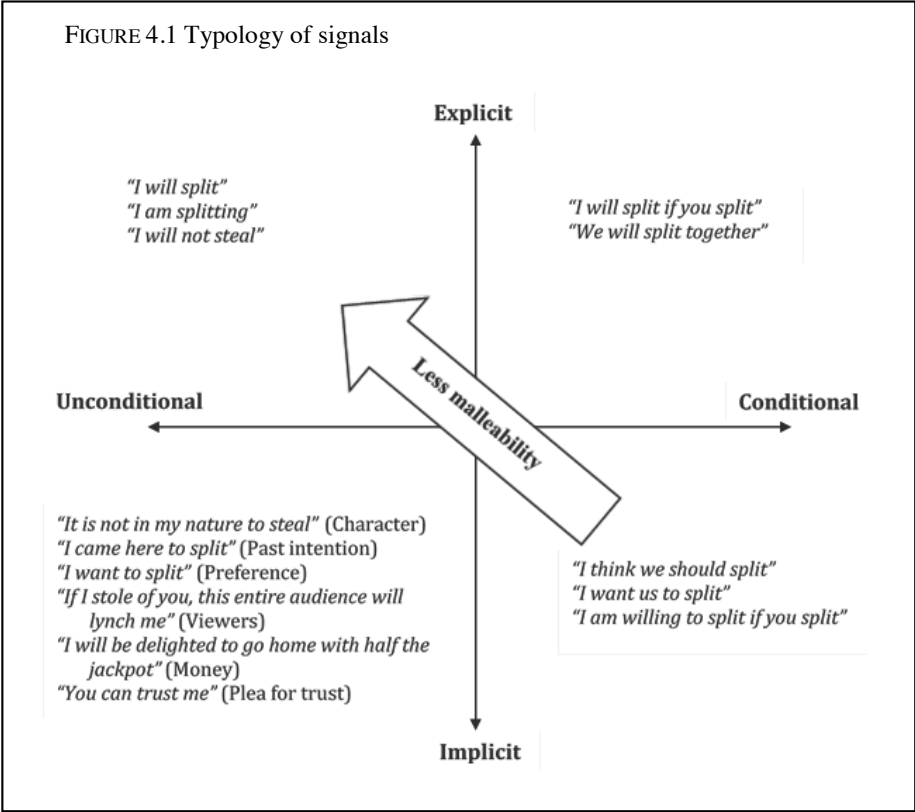 FIGURE 4.1 Typology of signals
Explicit
“I will split”
“I am splitting”
“I will not steal”
“I will split if you split”
“We will split together”
Less malleability
Unconditional
Conditional
“It is not in my nature to steal” (Character)
“I came here to split” (Past intention)
“I want to split” (Preference)
“If I stole of you, this entire audience will
lynch me” (Viewers)
“I will be delighted to go home with half the
jackpot” (Money)
“You can trust me” (Plea for trust)
“I think we should split”
“I want us to split”
“I am willing to split if you split”
Implicit